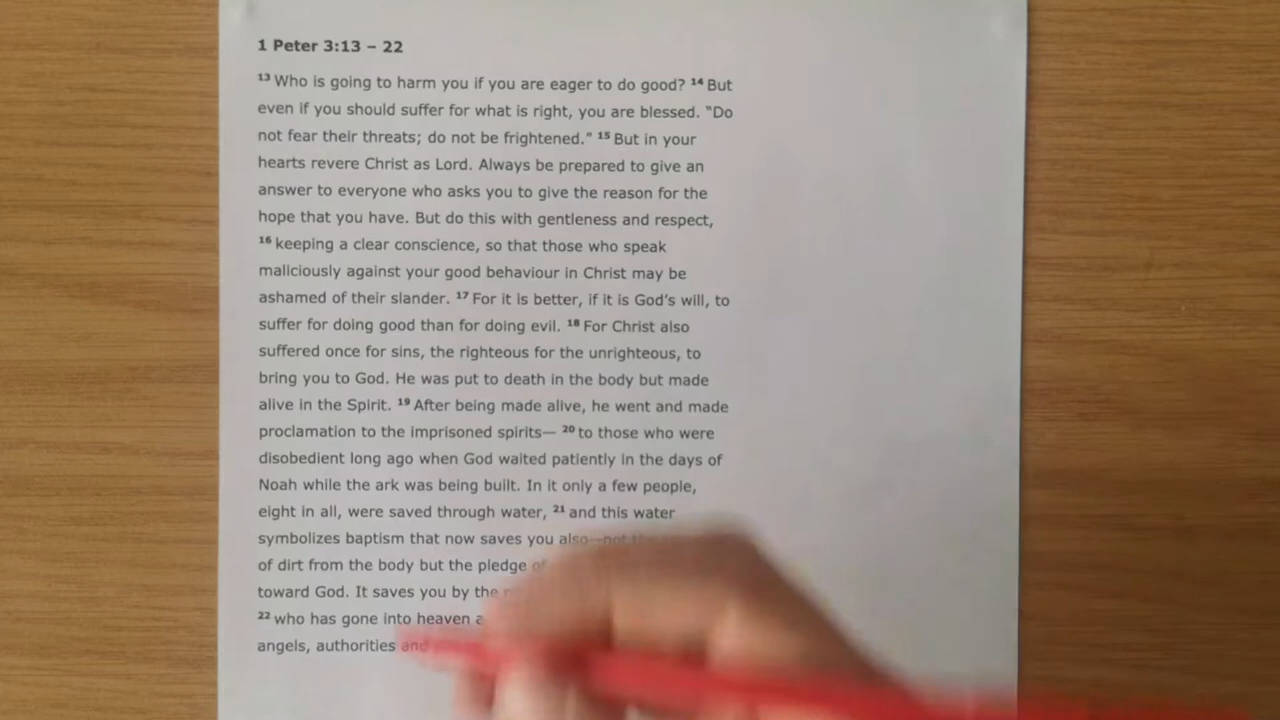 1 Peter 3:13 – 22
13 Who is going to harm you if you are eager to do good? 14 But
even if you should suffer for what is right, you are blessed. "Do
not fear their threats; do not be frightened." 15 But in your
hearts revere Christ as Lord. Always be prepared to give an
answer to everyone who asks you to give the reason for the
hope that you have. But do this with gentleness and respect,
16 keeping a clear conscience, so that those who speak
maliciously against your good behaviour in Christ may be
ashamed of their slander. 17 For it is better, if it is God's will, to
suffer for doing good than for doing evil. 18 For Christ also
suffered once for sins, the righteous for the unrighteous, to
bring you to God. He was put to death in the body but made
alive in the Spirit. 19 After being made alive, he went and made
proclamation to the imprisoned spirits— 20 to those who were
disobedient long ago when God waited patiently in the days of
Noah while the ark was being built. In it only a few people,
eight in all, were saved through water, 21 and this water
symbolizes baptism that now saves you also—not
of dirt from the body but the pledge of
toward God. It saves you by the
22 who has gone into heaven
angels, authorities and